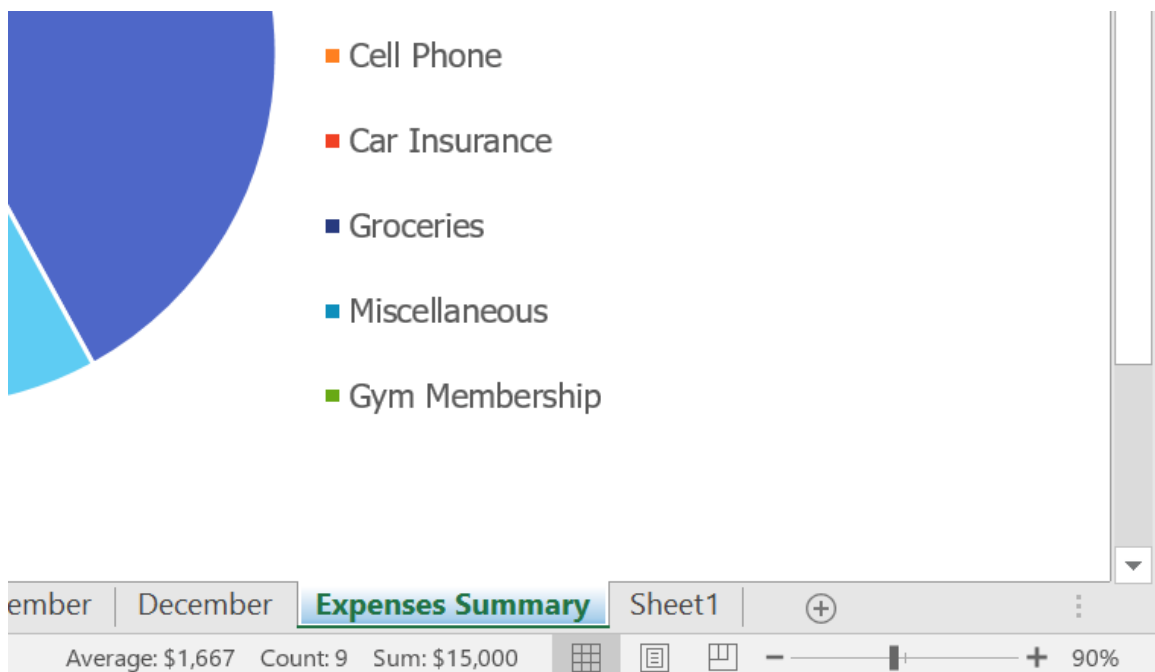 Cell Phone
Car Insurance
Groceries
Miscellaneous
Gym Membership
ember December Expenses Summary Sheet1
Average: $1,667 Count: 9 Sum: $15,000 90%